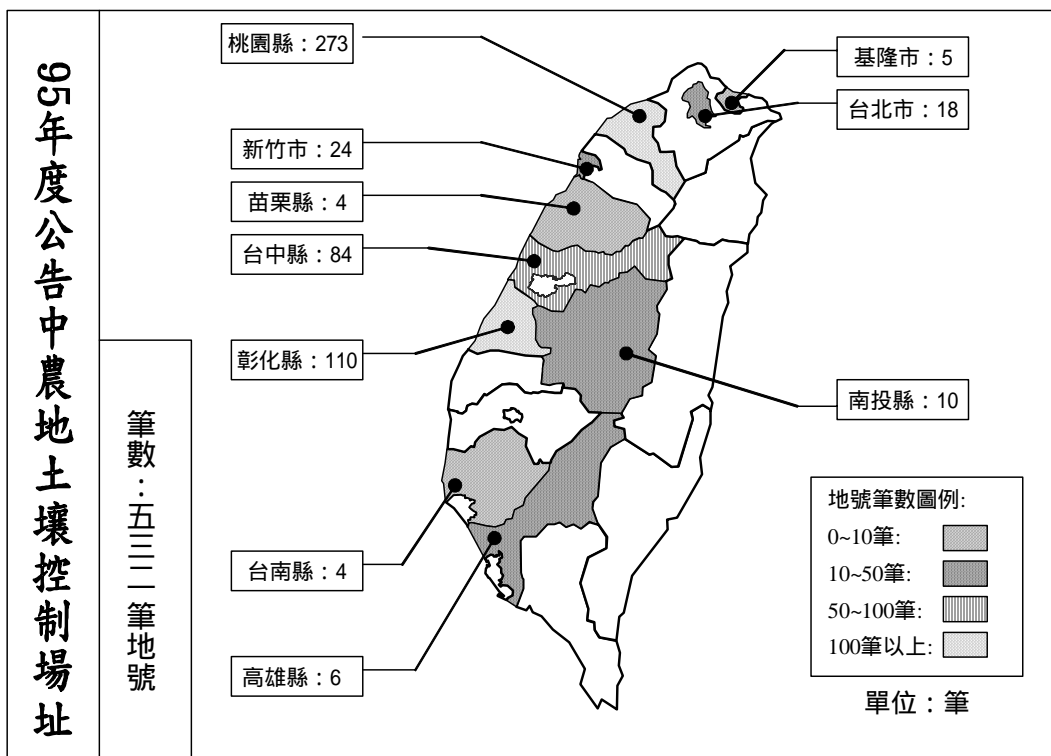 95年度公告中農地土壤控制場址
筆數：五三二筆地號
桃園縣：273
基隆市：5
台北市：18
新竹市：24
苗栗縣：4
台中縣：84
彰化縣：110
南投縣：10
台南縣：4
高雄縣：6
地號筆數圖例:
0~10筆:
10~50筆:
50~100筆:
100筆以上:
單位：筆